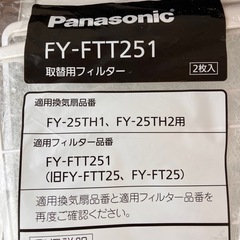 Panasonic
FY-FTT251
取替用フィルター
2枚入
適用換気扇品番
FY-25TH1、FY-25TH2用
適用フィルター品番
FY-FTT251
(旧FY-FTT25、FY-FT25)
適用換気扇品番と適用フィルター品番を
再度ご確認ください。